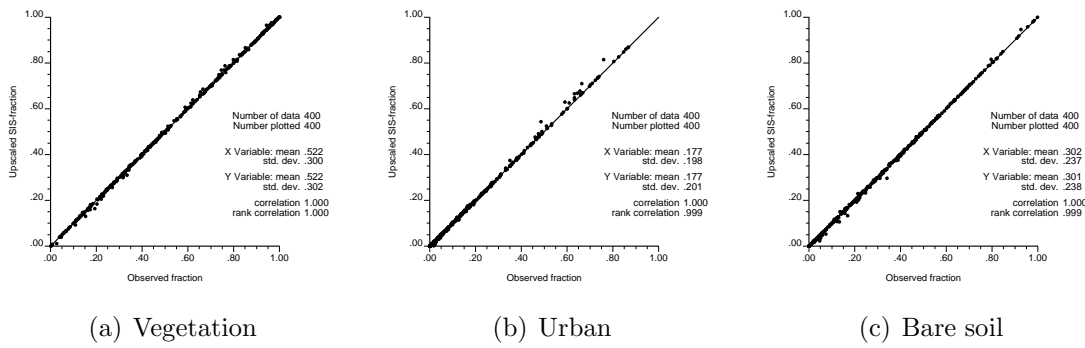 1.00
.80
.60
.40
.20
.00
Upscaled SIS-fraction
.00 .20 .40 .60 .80 1.00
Observed fraction
Number of data 400
Number plotted 400
X Variable: mean .522
std. dev. .300
Y Variable: mean .522
std. dev. .302
correlation 1.000
rank correlation 1.000
(a) Vegetation
1.00
.80
.60
.40
.20
.00
Upscaled SIS-fraction
.00 .20 .40 .60 .80 1.00
Observed fraction
Number of data 400
Number plotted 400
X Variable: mean .177
std. dev. .198
Y Variable: mean .177
std. dev. .201
correlation 1.000
rank correlation .999
(b) Urban
1.00
.80
.60
.40
.20
.00
Upscaled SIS-fraction
.00 .20 .40 .60 .80 1.00
Observed fraction
Number of data 400
Number plotted 400
X Variable: mean .302
std. dev. .237
Y Variable: mean .301
std. dev. .238
correlation 1.000
rank correlation .999
(c) Bare soil